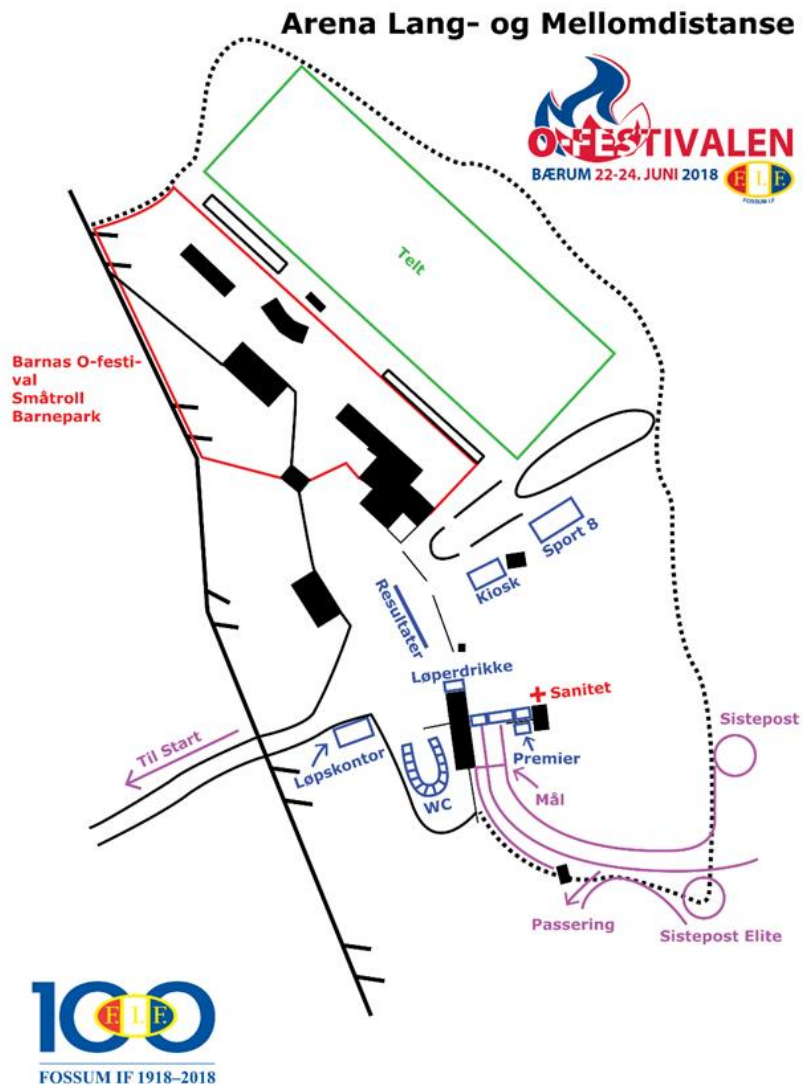 Arena Lang- og Mellomdistanse
O-FESTIVALEN
BÆRUM 22-24. JUNI 2018
F.I.F.
FOSSUM IF
Telt
Barnas O-festi-
val
Småtroll
Barnepark
Sport 8
Kiosk
Resultater
Løperdrikke
Sanitet
Sistepost
Til Start
Løpskontor
WC
Premier
Mål
Passering
Sistepost Elite
100
F.I.F.
FOSSUM IF 1918–2018